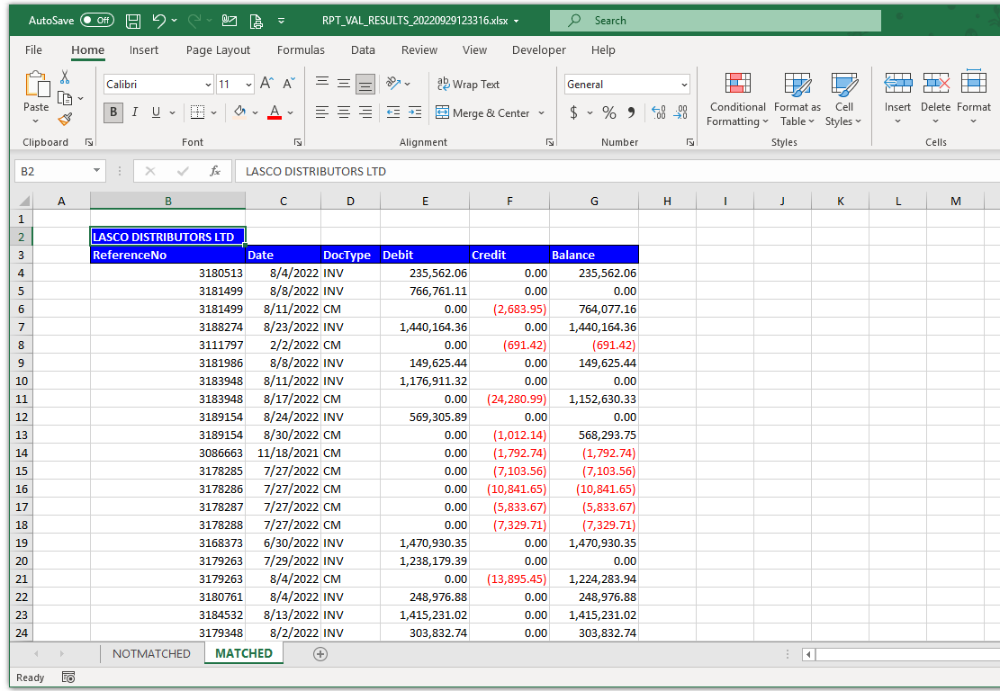 AutoSave Off RPT_VAL_RESULTS_20220929123316.xlsx Search
File Home Insert Page Layout Formulas Data Review View Developer Help
Paste
Calibri 11
B I U A
A A
ab Wrap Text
Merge & Center
General
$ % 9 .00 .00
Conditional Formatting
Format as Table
Cell Styles
Insert Delete Format
Clipboard Font Alignment Number Styles Cells
B2 fx LASCO DISTRIBUTORS LTD
A B C D E F G H I J K L M
1
2 LASCO DISTRIBUTORS LTD
3 ReferenceNo Date DocType Debit Credit Balance
4 3180513 8/4/2022 INV 235,562.06 0.00 235,562.06
5 3181499 8/8/2022 INV 766,761.11 0.00 0.00
6 3181499 8/11/2022 CM 0.00 (2,683.95) 764,077.16
7 3188274 8/23/2022 INV 1,440,164.36 0.00 1,440,164.36
8 3111797 2/2/2022 CM 0.00 (691.42) (691.42)
9 3181986 8/8/2022 INV 149,625.44 0.00 149,625.44
10 3183948 8/11/2022 INV 1,176,911.32 0.00 0.00
11 3183948 8/17/2022 CM 0.00 (24,280.99) 1,152,630.33
12 3189154 8/24/2022 INV 569,305.89 0.00 0.00
13 3189154 8/30/2022 CM 0.00 (1,012.14) 568,293.75
14 3086663 11/18/2021 CM 0.00 (1,792.74) (1,792.74)
15 3178285 7/27/2022 CM 0.00 (7,103.56) (7,103.56)
16 3178286 7/27/2022 CM 0.00 (10,841.65) (10,841.65)
17 3178287 7/27/2022 CM 0.00 (5,833.67) (5,833.67)
18 3178288 7/27/2022 CM 0.00 (7,329.71) (7,329.71)
19 3168373 6/30/2022 INV 1,470,930.35 0.00 1,470,930.35
20 3179263 7/29/2022 INV 1,238,179.39 0.00 0.00
21 3179263 8/4/2022 CM 0.00 (13,895.45) 1,224,283.94
22 3180761 8/4/2022 INV 248,976.88 0.00 248,976.88
23 3184532 8/13/2022 INV 1,415,231.02 0.00 1,415,231.02
24 3179348 8/2/2022 INV 303,832.74 0.00 303,832.74
NOTMATCHED MATCHED
Ready